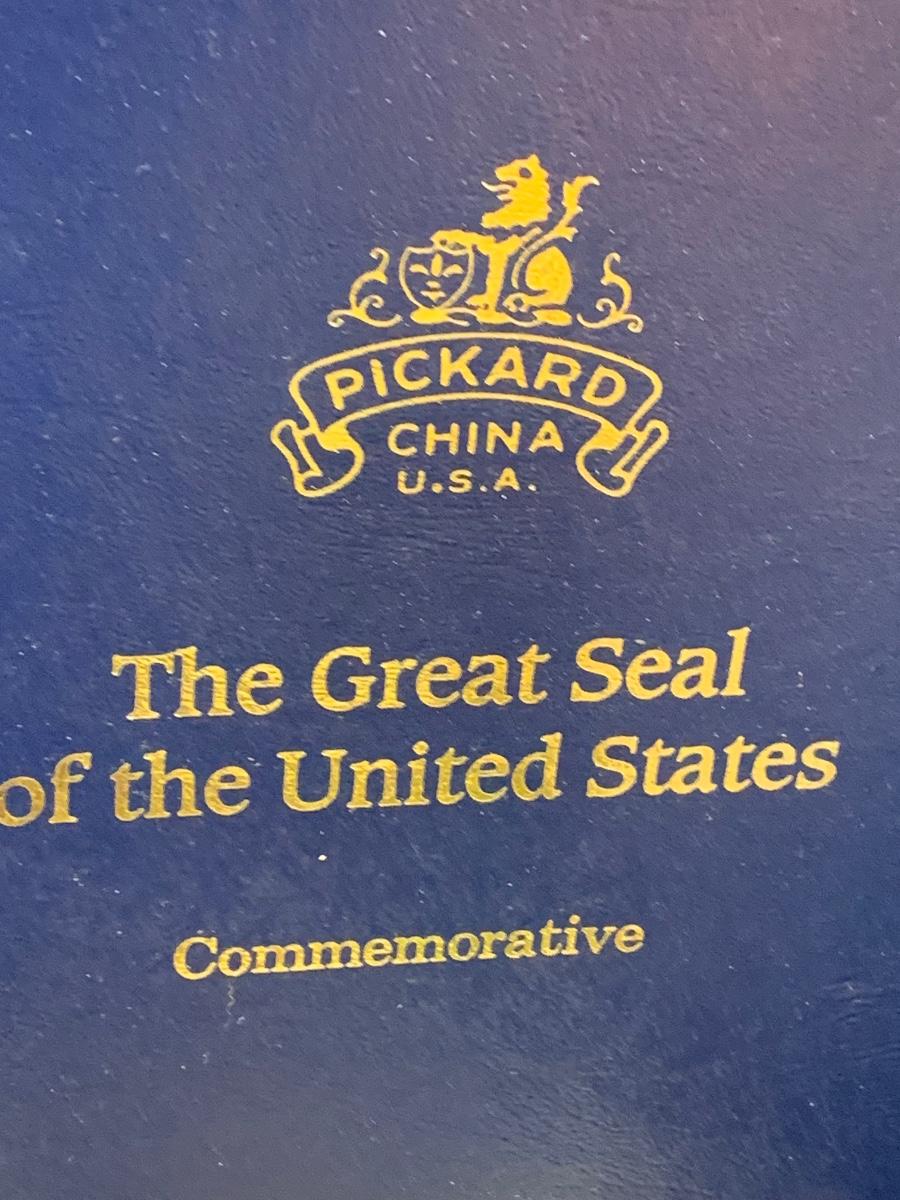 PICKARD
CHINA
U.S.A.
The Great Seal
of the United States
Commemorative